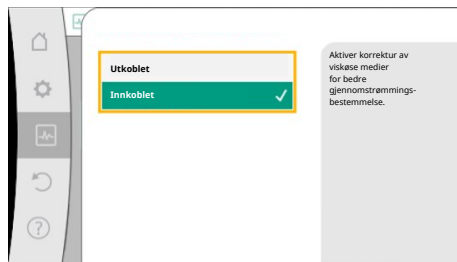 Utkoblet
Innkoblet
Aktiver korrektur av
viskøse medier
for bedre
gjennomstrømmings-
bestemmelse.